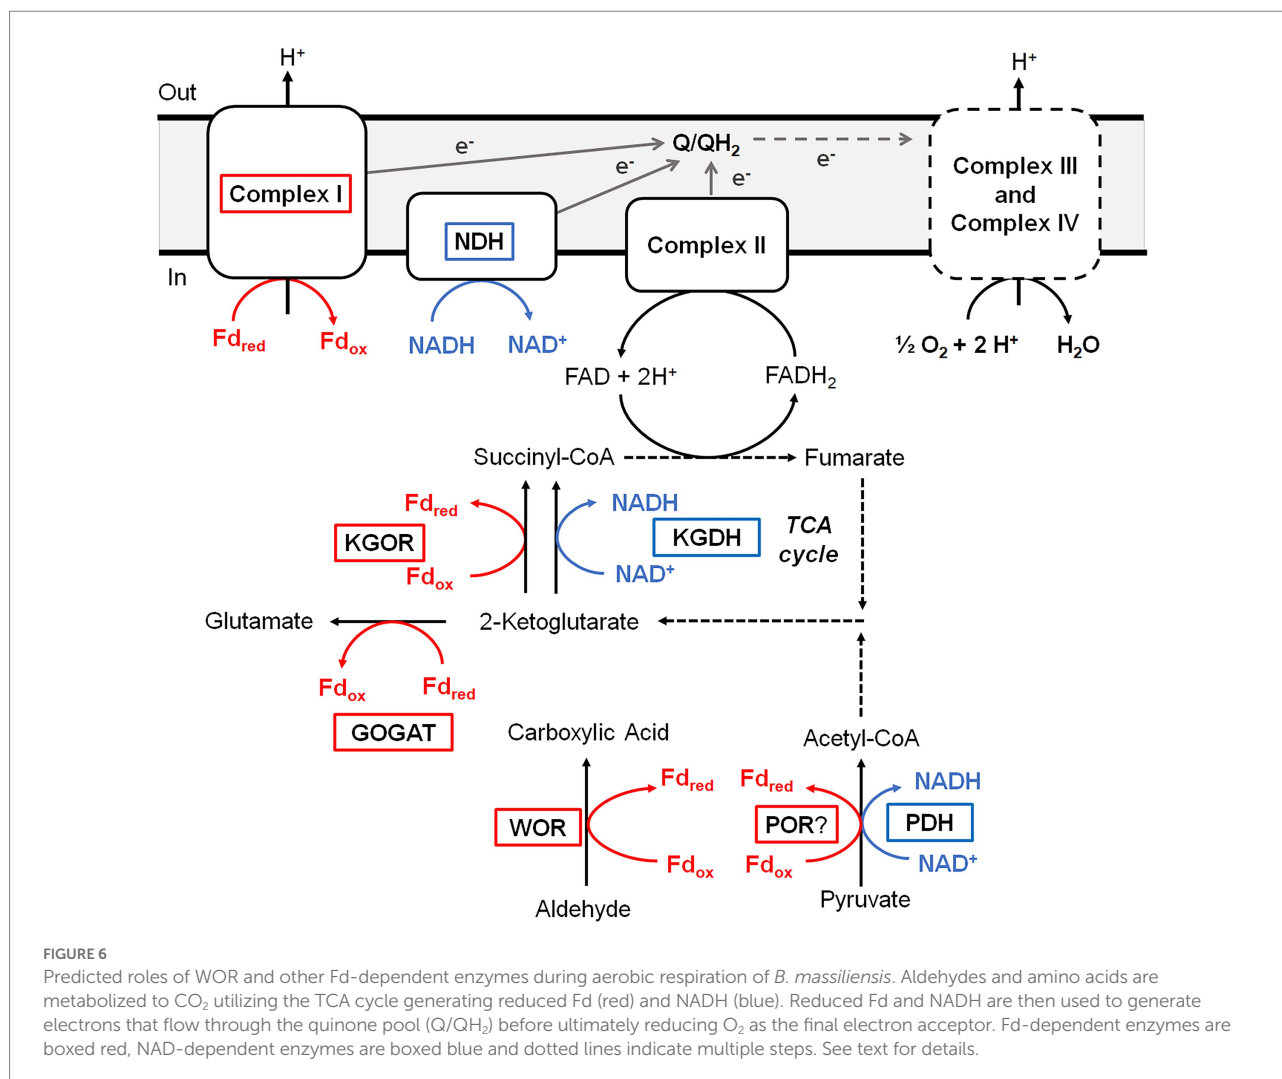 H+
H+
Out
e-
Q/QH2
e-
e-
e-
Complex III
and
Complex IV
Complex I
NDH
Complex II
In
Fdred
Fdox
NADH
NAD+
½ O2 + 2 H+
H2O
FAD + 2H+
FADH2
Succinyl-CoA
Fumarate
Fdred
NADH
KGOR
KGDH
TCA
cycle
Fdox
NAD+
Glutamate
2-Ketoglutarate
Fdox
Fdred
GOGAT
Carboxylic Acid
Acetyl-CoA
Fdred
Fdred
NADH
WOR
POR?
PDH
Fdox
Fdox
NAD+
Aldehyde
Pyruvate
FIGURE 6
Predicted roles of WOR and other Fd-dependent enzymes during aerobic respiration of B. massiliensis. Aldehydes and amino acids are
metabolized to CO2 utilizing the TCA cycle generating reduced Fd (red) and NADH (blue). Reduced Fd and NADH are then used to generate
electrons that flow through the quinone pool (Q/QH2) before ultimately reducing O2 as the final electron acceptor. Fd-dependent enzymes are
boxed red, NAD-dependent enzymes are boxed blue and dotted lines indicate multiple steps. See text for details.